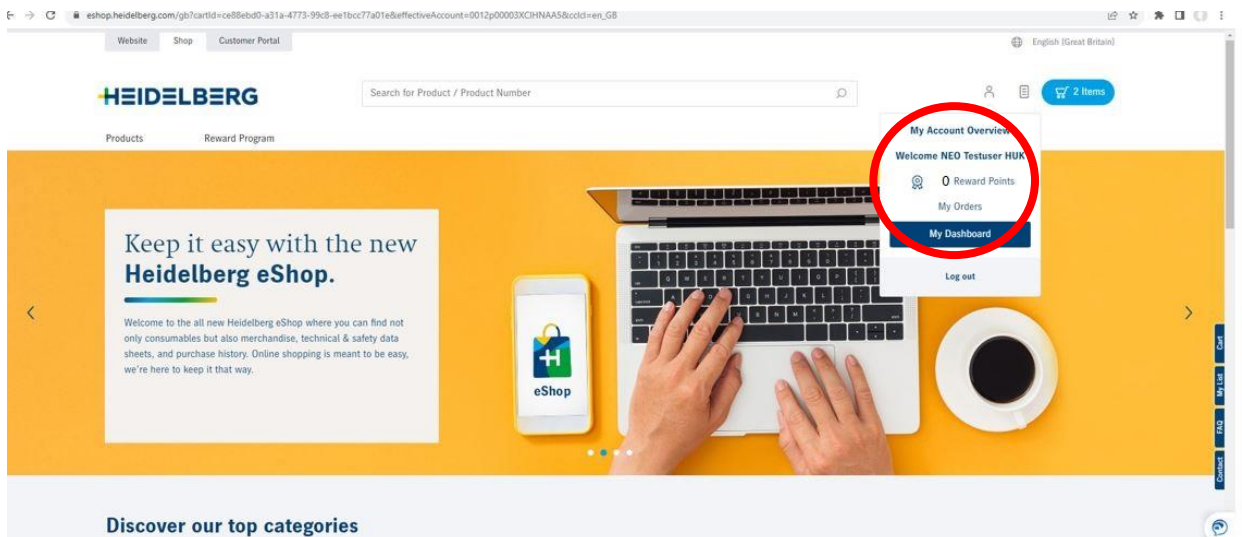 eshop.heidelberg.com/gb?cartId=ce88ebd0-a31a-4773-99c8-ee1bcc77a01e&effectiveAccount=0012p00003XCIHNAA5&ccId=en_GB
Website Shop Customer Portal
English (Great Britain)
HEIDELBERG
Search for Product / Product Number
2 Items
Products Reward Program
My Account Overview
Welcome NEO Testuser HUK
0 Reward Points
My Orders
My Dashboard
Log out
Keep it easy with the new
Heidelberg eShop.
Welcome to the all new Heidelberg eShop where you can find not
only consumables but also merchandise, technical & safety data
sheets, and purchase history. Online shopping is meant to be easy,
we're here to keep it that way.
eShop
Cart
My List
FAQ
Contact
Discover our top categories